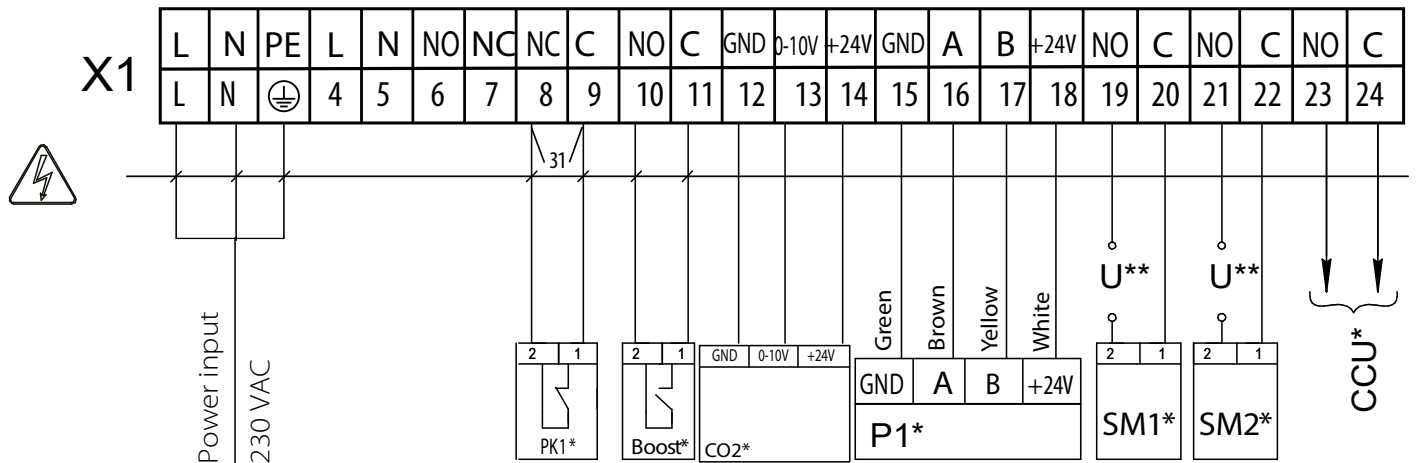 X1
L N PE L N NO NC NC C NO C GND 0-10V +24V GND A B +24V NO C NO C NO C
L N 4 5 6 7 8 9 10 11 12 13 14 15 16 17 18 19 20 21 22 23 24
31
Power input
230 VAC
Green
Brown
Yellow
White
U**
U**
CCU*
2 1
PK1*
2 1
Boost*
GND 0-10V +24V
CO2*
GND A B +24V
P1*
2 1
SM1*
2 1
SM2*